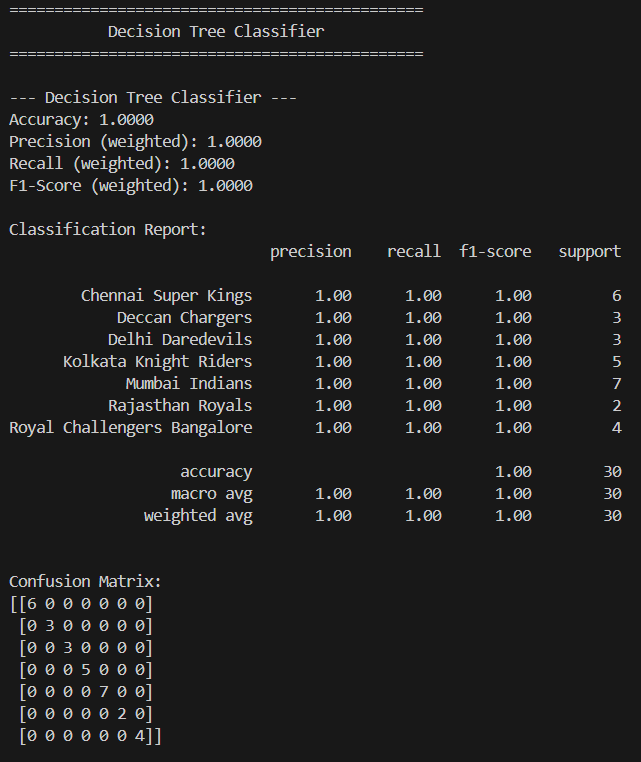 ==============================================
Decision Tree Classifier
==============================================
--- Decision Tree Classifier ---
Accuracy: 1.0000
Precision (weighted): 1.0000
Recall (weighted): 1.0000
F1-Score (weighted): 1.0000
Classification Report:
precision recall f1-score support
Chennai Super Kings 1.00 1.00 1.00 6
Deccan Chargers 1.00 1.00 1.00 3
Delhi Daredevils 1.00 1.00 1.00 3
Kolkata Knight Riders 1.00 1.00 1.00 5
Mumbai Indians 1.00 1.00 1.00 7
Rajasthan Royals 1.00 1.00 1.00 2
Royal Challengers Bangalore 1.00 1.00 1.00 4
accuracy 1.00 30
macro avg 1.00 1.00 1.00 30
weighted avg 1.00 1.00 1.00 30
Confusion Matrix:
[[6 0 0 0 0 0 0]
[0 3 0 0 0 0 0]
[0 0 3 0 0 0 0]
[0 0 0 5 0 0 0]
[0 0 0 0 7 0 0]
[0 0 0 0 0 2 0]
[0 0 0 0 0 0 4]]